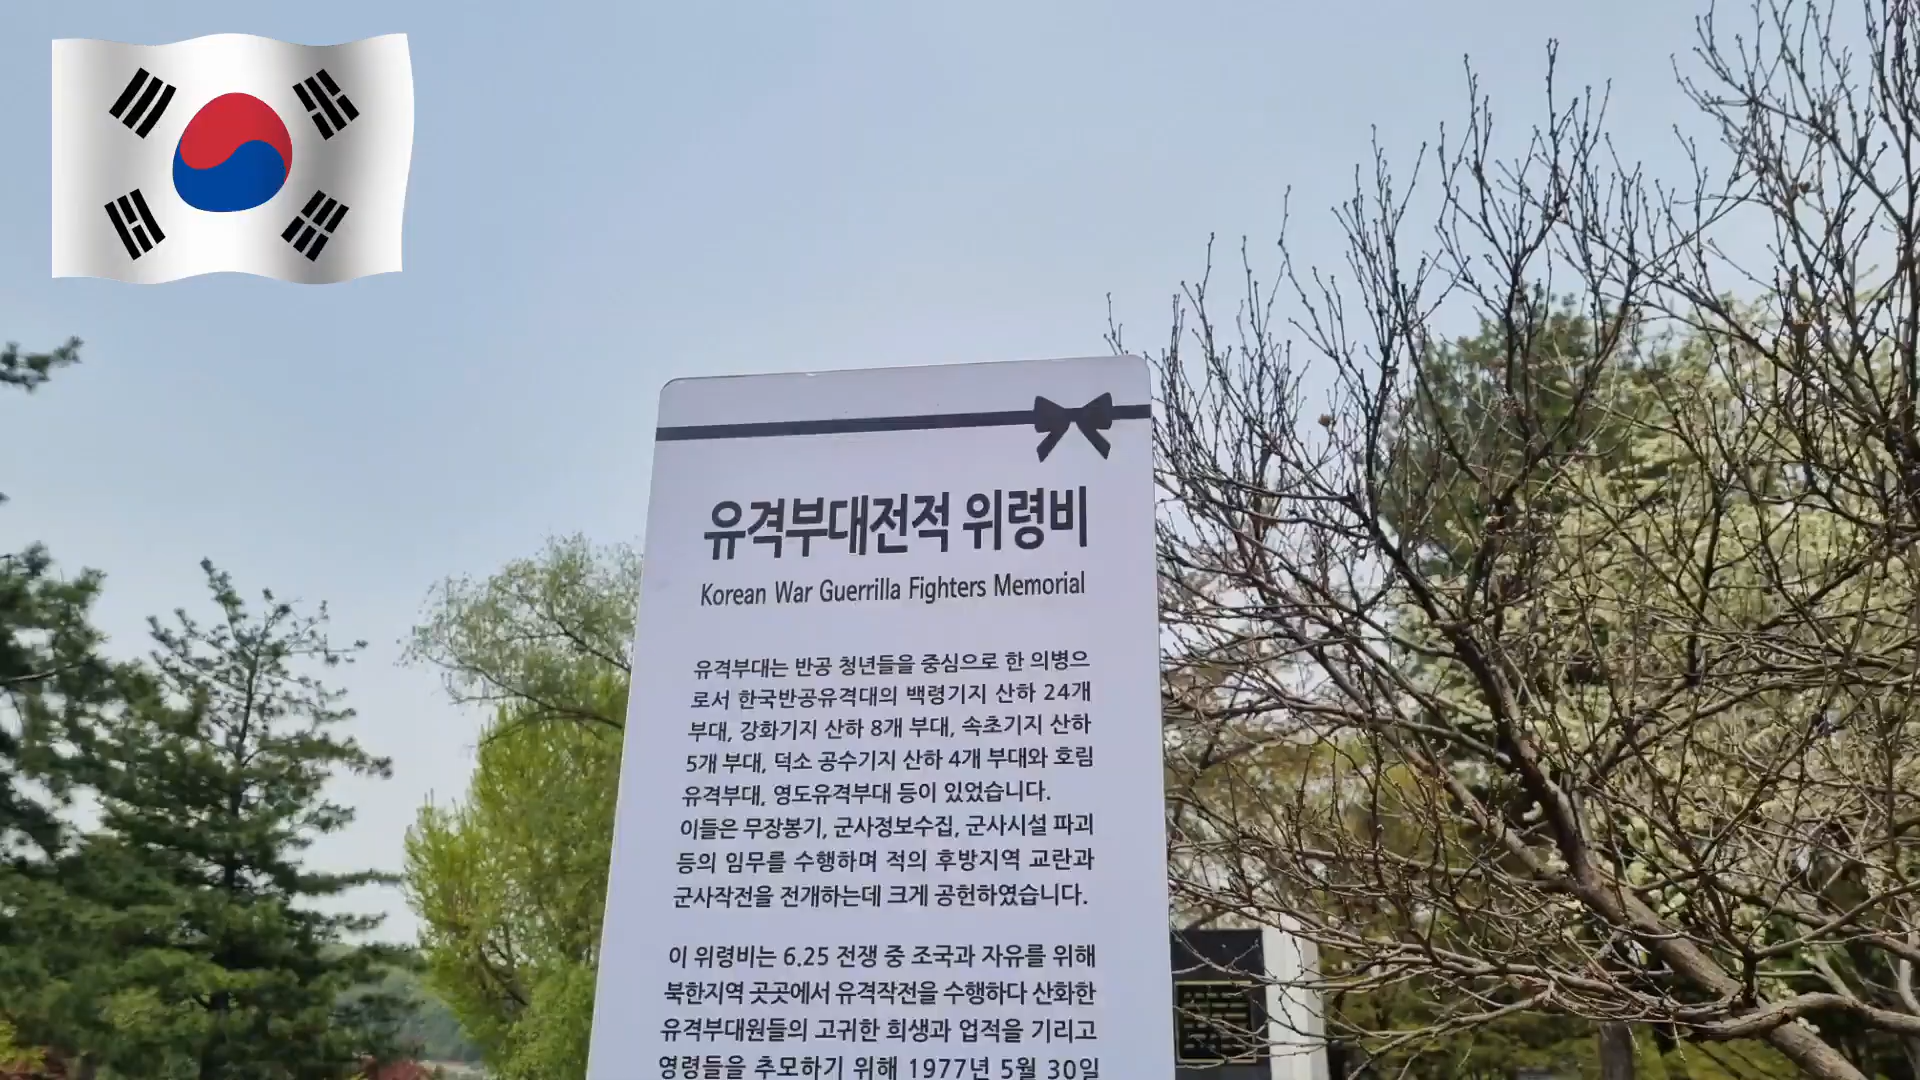 유격부대전적 위령비
Korean War Guerrilla Fighters Memorial
유격부대는 반공 청년들을 중심으로 한 의병으
로서 한국반공유격대의 백령기지 산하 24개
부대, 강화기지 산하 8개 부대, 속초기지 산하
5개 부대, 덕소 공수기지 산하 4개 부대와 호림
유격부대, 영도유격부대 등이 있었습니다.
이들은 무장봉기, 군사정보수집, 군사시설 파괴
등의 임무를 수행하며 적의 후방지역 교란과
군사작전을 전개하는데 크게 공헌하였습니다.
이 위령비는 6.25 전쟁 중 조국과 자유를 위해
북한지역 곳곳에서 유격작전을 수행하다 산화한
유격부대원들의 고귀한 희생과 업적을 기리고
영령들을 추모하기 위해 1977년 5월 30일